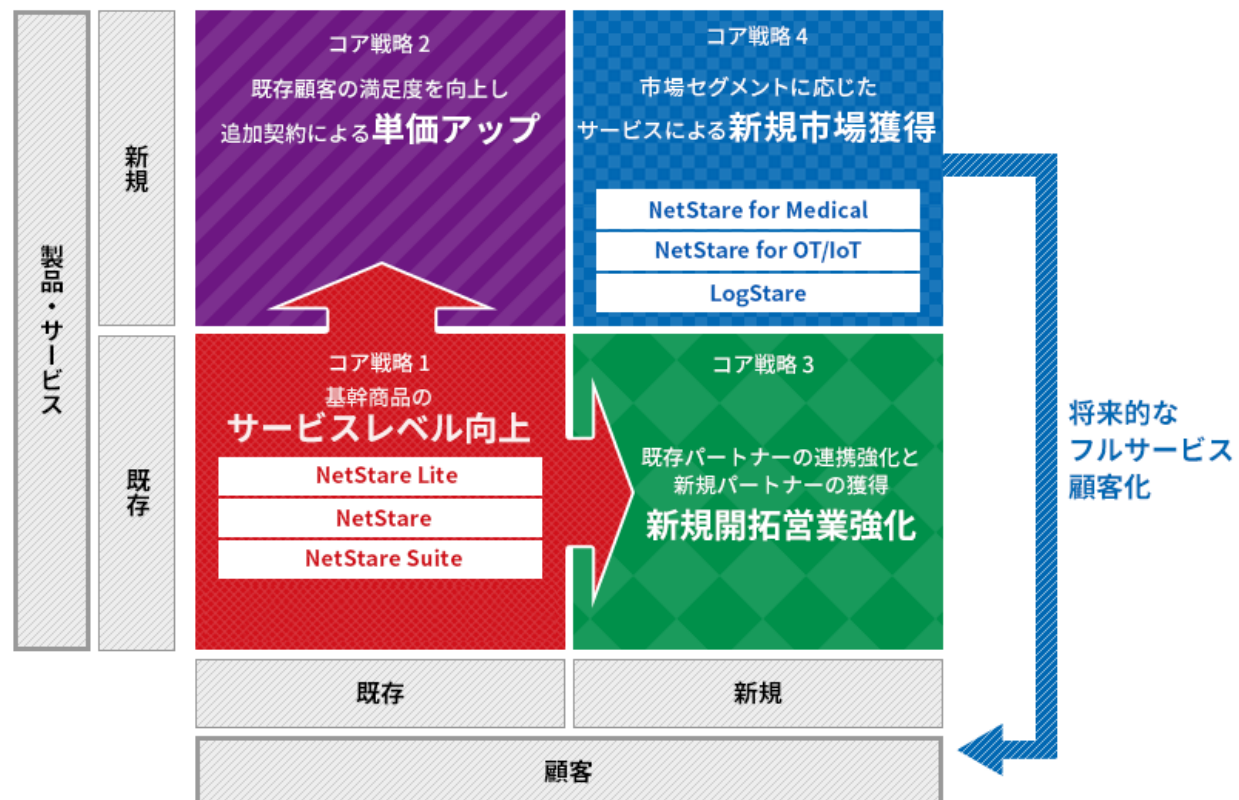 製品・サービス
新規
既存
コア戦略 2
既存顧客の満足度を向上し
追加契約による単価アップ
コア戦略 4
市場セグメントに応じた
サービスによる新規市場獲得
NetStare for Medical
NetStare for OT/IoT
LogStare
コア戦略 1
基幹商品の
サービスレベル向上
NetStare Lite
NetStare
NetStare Suite
コア戦略 3
既存パートナーの連携強化と
新規パートナーの獲得
新規開拓営業強化
将来的な
フルサービス
顧客化
既存
新規
顧客